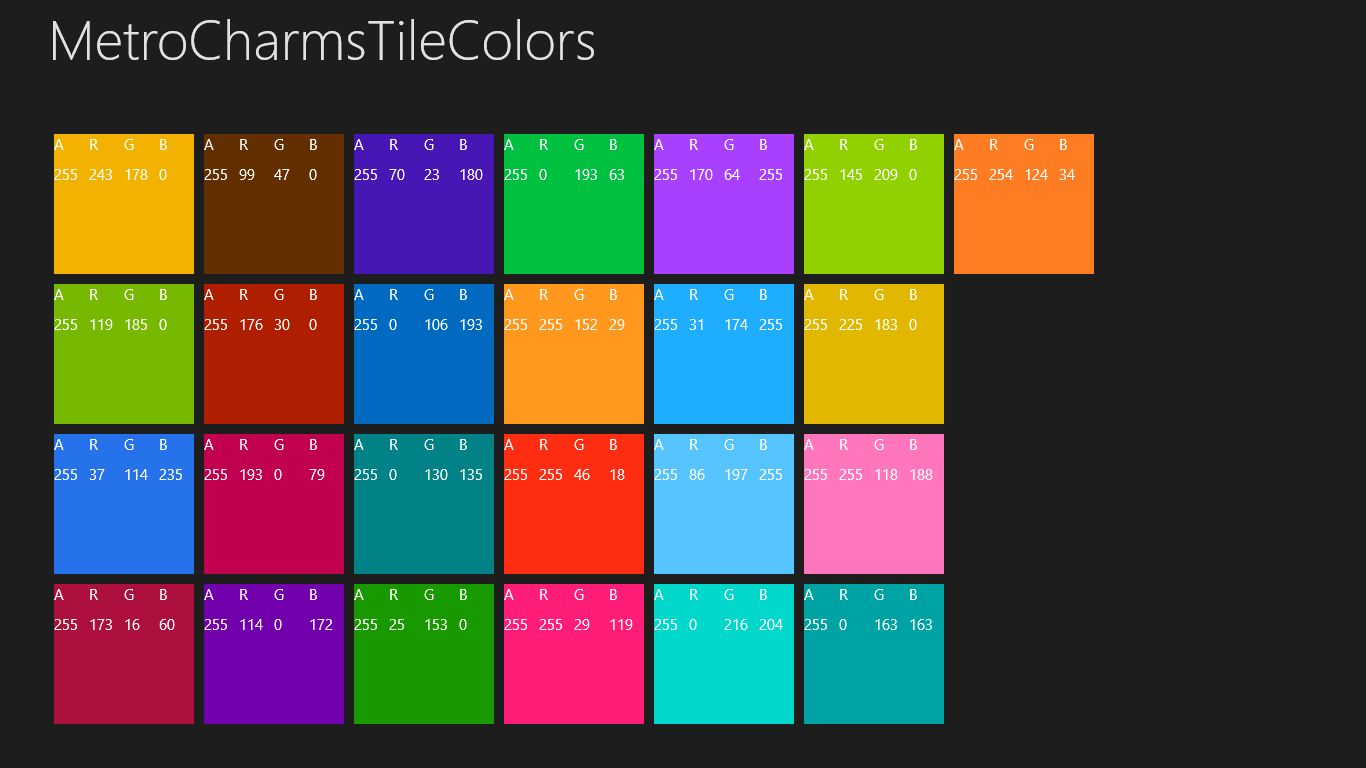 MetroCharmsTileColors
A R G B A R G B A R G B A R G B A R G B A R G B A R G B
255 243 178 0 255 99 47 0 255 70 23 180 255 0 193 63 255 170 64 255 255 145 209 0 255 254 124 34
A R G B A R G B A R G B A R G B A R G B A R G B
255 119 185 0 255 176 30 0 255 0 106 193 255 255 152 29 255 31 174 255 255 225 183 0
A R G B A R G B A R G B A R G B A R G B A R G B
255 37 114 235 255 193 0 79 255 0 130 135 255 255 46 18 255 86 197 255 255 255 118 188
A R G B A R G B A R G B A R G B A R G B A R G B
255 173 16 60 255 114 0 172 255 25 153 0 255 255 29 119 255 0 216 204 255 0 163 163